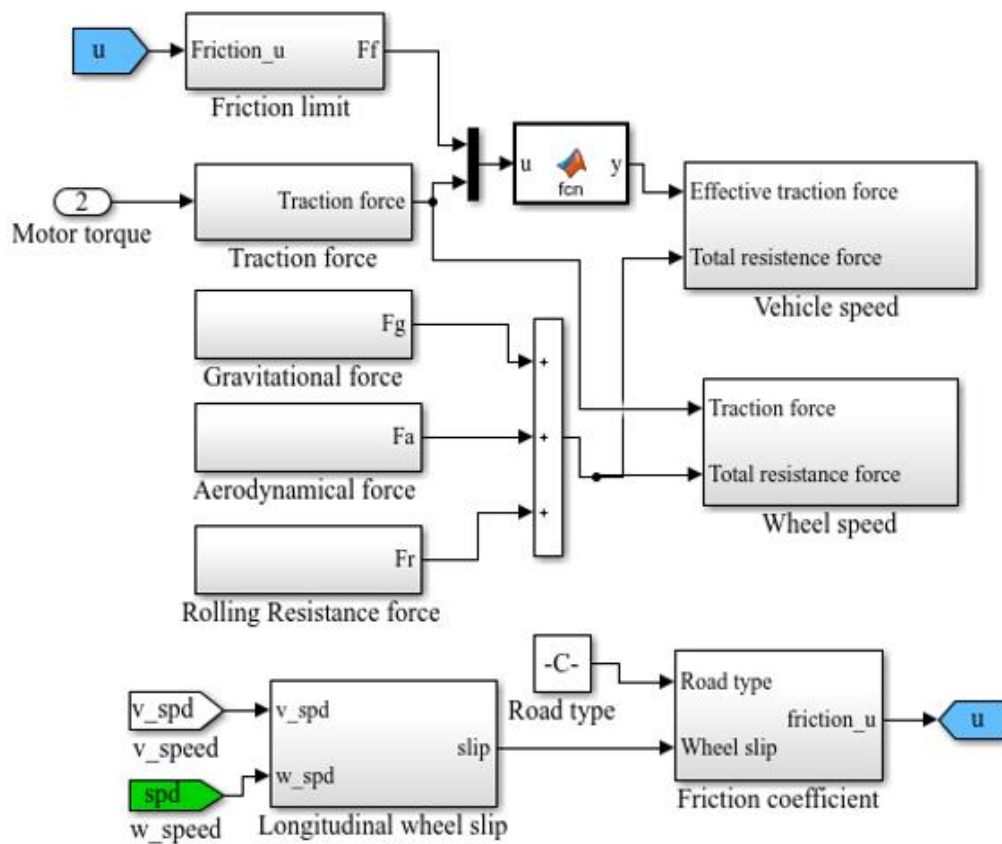 u
Friction_u Ff
Friction limit
u y
fcn
2
Motor torque
Traction force
Traction force
Effective traction force
Total resistence force
Vehicle speed
Fg
Gravitational force
+
Fa
Aerodynamical force
+
Fr
Rolling Resistance force
+
Traction force
Total resistance force
Wheel speed
-C-
Road type
v_spd
v_speed
spd
w_speed
v_spd
slip
w_spd
Longitudinal wheel slip
Road type
friction_u
Wheel slip
Friction coefficient
u